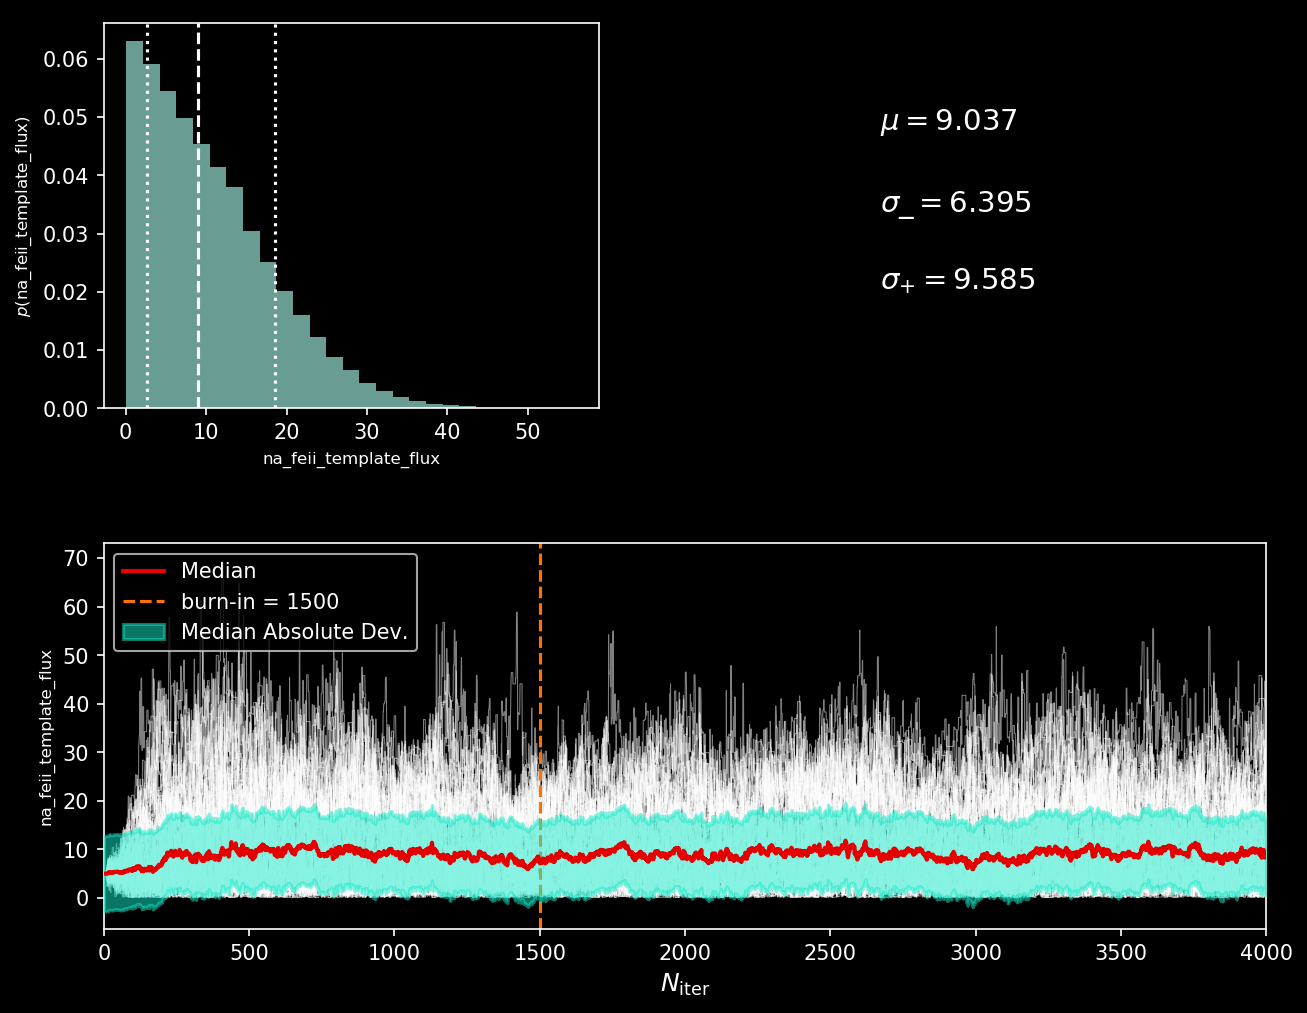 0.06
0.05
0.04
0.03
0.02
0.01
0.00
p(na_feii_template_flux)
0 10 20 30 40 50
na_feii_template_flux
μ = 9.037
σ₋ = 6.395
σ₊ = 9.585
70
60
50
40
30
20
10
0
na_feii_template_flux
Median
burn-in = 1500
Median Absolute Dev.
0 500 1000 1500 2000 2500 3000 3500 4000
N_iter